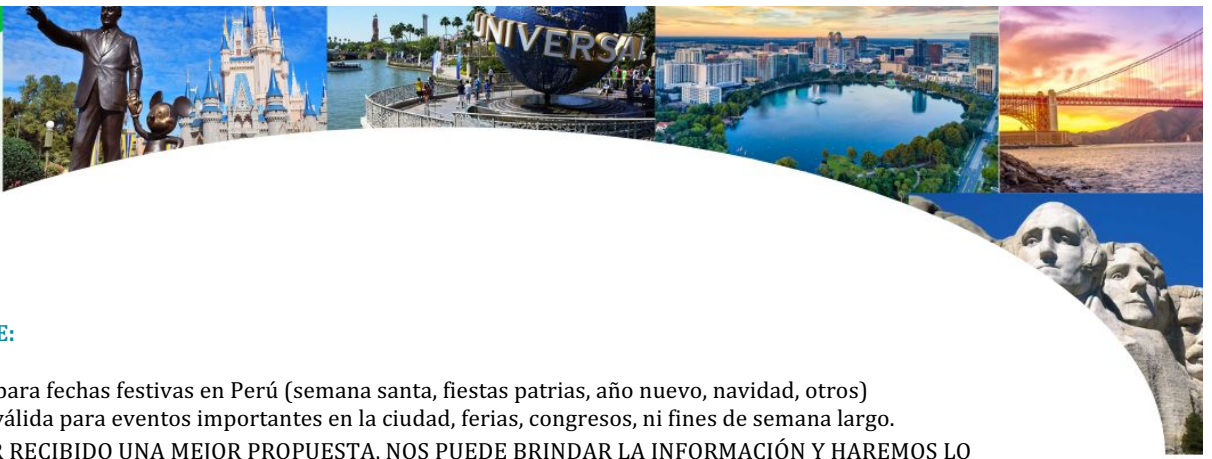 UNIVERSAL
E:
para fechas festivas en Perú (semana santa, fiestas patrias, año nuevo, navidad, otros)
válida para eventos importantes en la ciudad, ferias, congresos, ni fines de semana largo.
R RECIBIDO UNA MEJOR PROPUESTA, NOS PUEDE BRINDAR LA INFORMACIÓN Y HAREMOS LO